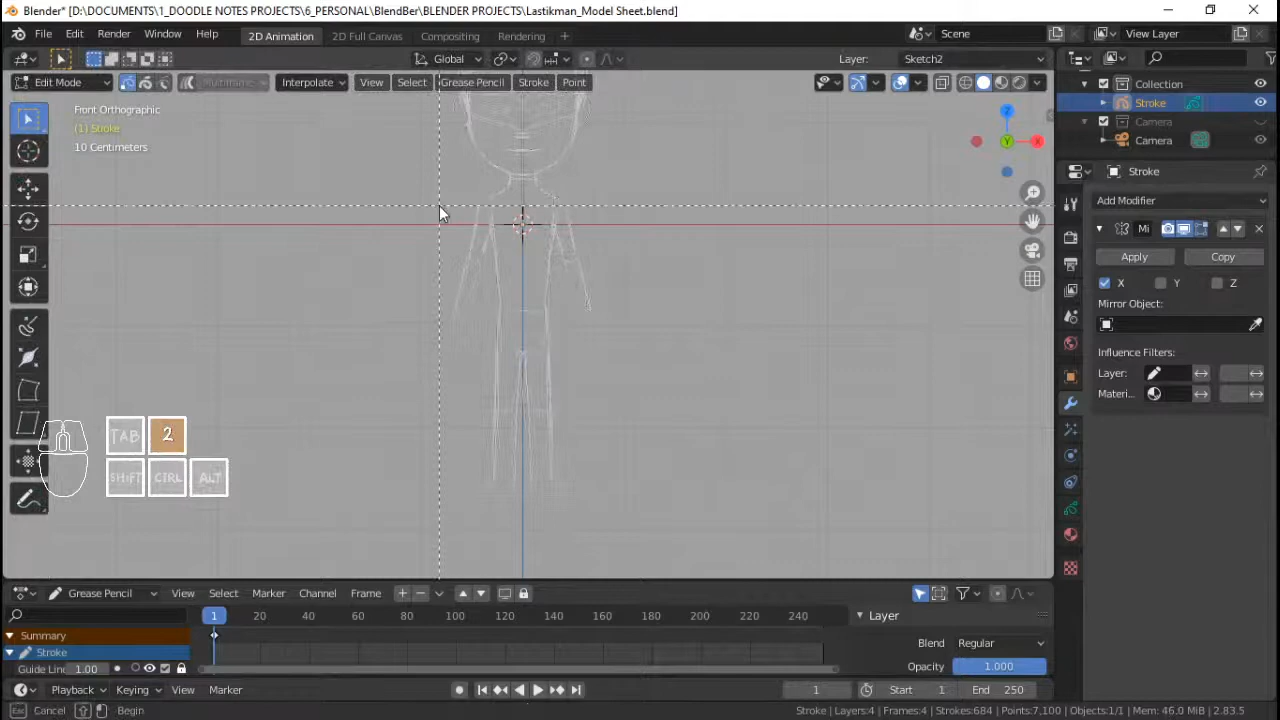 Blender* [D:\DOCUMENTS\1_DOODLE NOTES PROJECTS\6_PERSONAL\BlendBer\BLENDER PROJECTS\Lastikman_Model Sheet.blend]
File Edit Render Window Help 2D Animation 2D Full Canvas Compositing Rendering + Scene View Layer
Global Layer: Sketch2
Edit Mode Multiframe Interpolate View Select Grease Pencil Stroke Point
Collection
Stroke
Camera
Camera
Front Orthographic
(1) Stroke
10 Centimeters
Z
Y
X
Stroke
Add Modifier
Mi
Apply Copy
X Y Z
Mirror Object:
Influence Filters:
Layer:
Materi...
TAB 2
SHIFT CTRL ALT
Grease Pencil View Select Marker Channel Frame
1 20 40 60 80 100 120 140 160 180 200 220 240
Layer
Summary
Stroke
Guide Lin 1.00
Blend Regular
Opacity 1.000
Playback Keying View Marker 1 Start 1 End 250
Esc Cancel Begin Stroke | Layers:4 | Frames:4 | Strokes:684 | Points:7,100 | Objects:1/1 | Mem: 46.0 MiB | 2.83.5